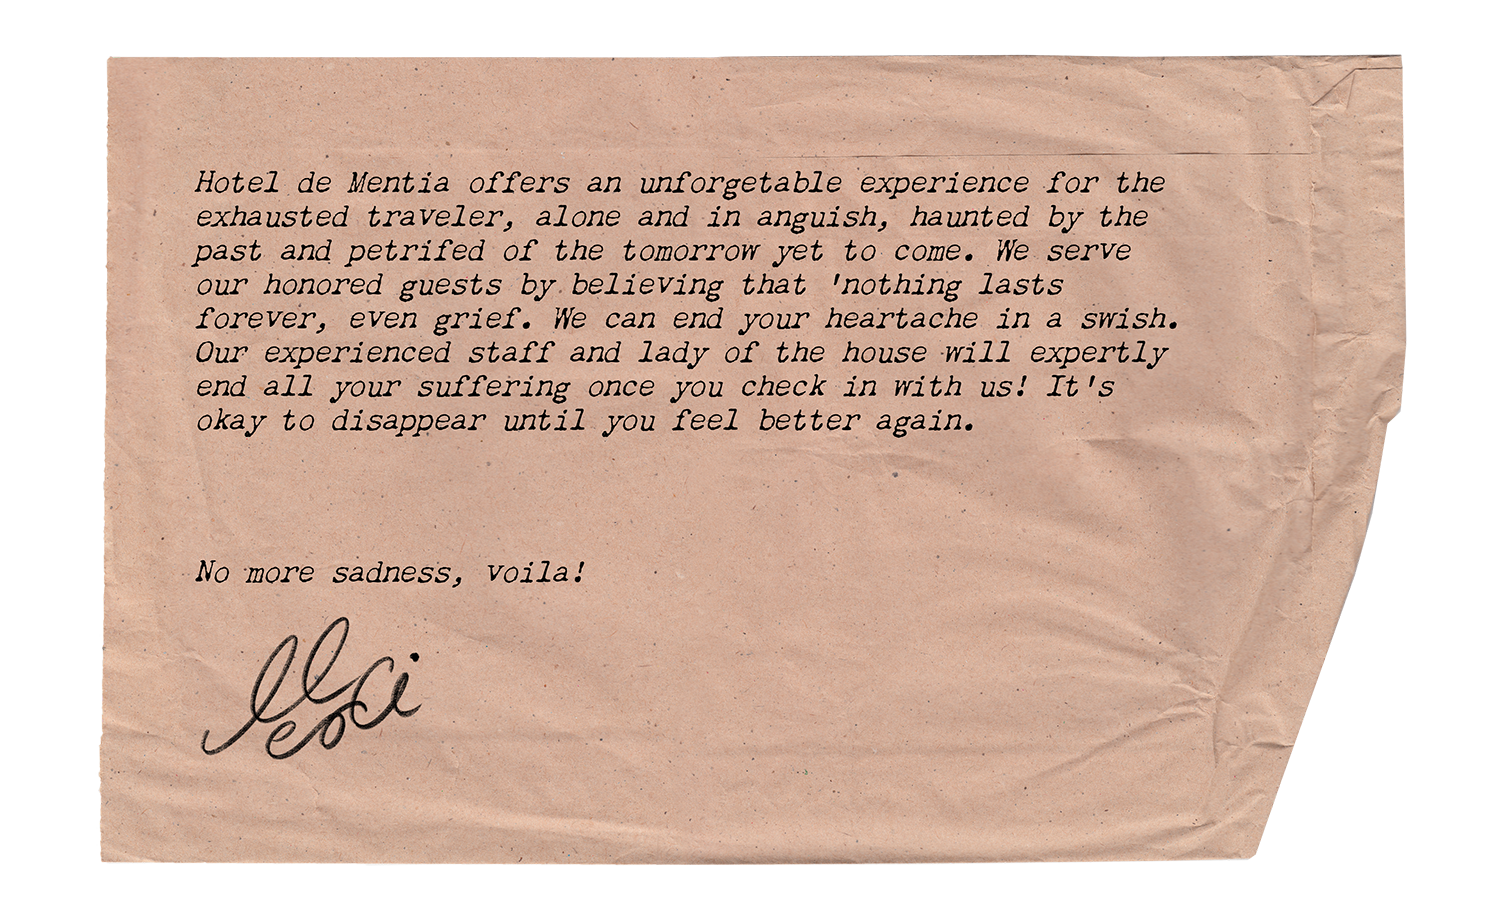 Hotel de Mentia offers an unforgetable experience for the
exhausted traveler, alone and in anguish, haunted by the
past and petrifed of the tomorrow yet to come. We serve
our honored guests by believing that 'nothing lasts
forever, even grief. We can end your heartache in a swish.
Our experienced staff and lady of the house will expertly
end all your suffering once you check in with us! It's
okay to disappear until you feel better again.
No more sadness, voila!